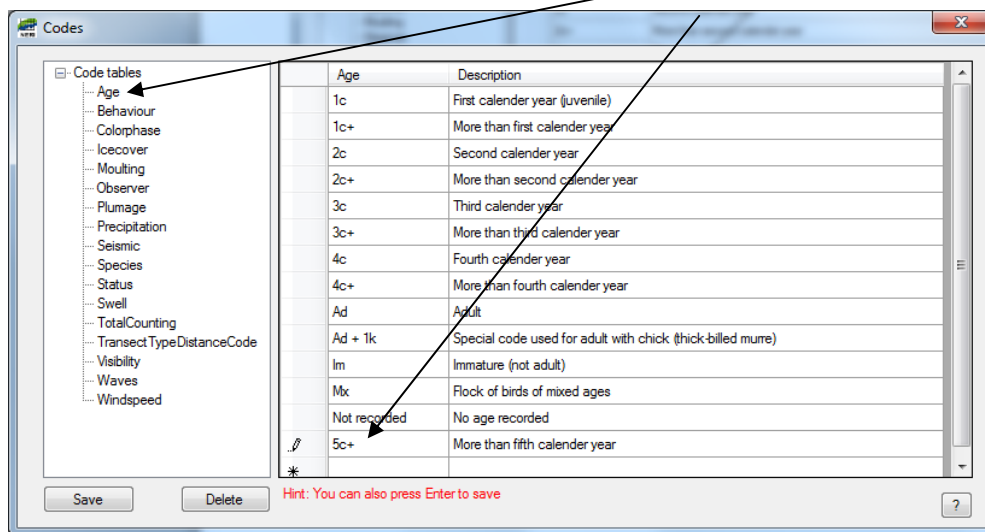 Codes
Code tables
Age
Behaviour
Colorphase
Icecover
Moulting
Observer
Plumage
Precipitation
Seismic
Species
Status
Swell
TotalCounting
TransectTypeDistanceCode
Visibility
Waves
Windspeed
Age Description
1c First calender year (juvenile)
1c+ More than first calender year
2c Second calender year
2c+ More than second calender year
3c Third calender year
3c+ More than third calender year
4c Fourth calender year
4c+ More than fourth calender year
Ad Adult
Ad + 1k Special code used for adult with chick (thick-billed murre)
Im Immature (not adult)
Mx Flock of birds of mixed ages
Not recorded No age recorded
5c+ More than fifth calender year
Save Delete Hint: You can also press Enter to save ?